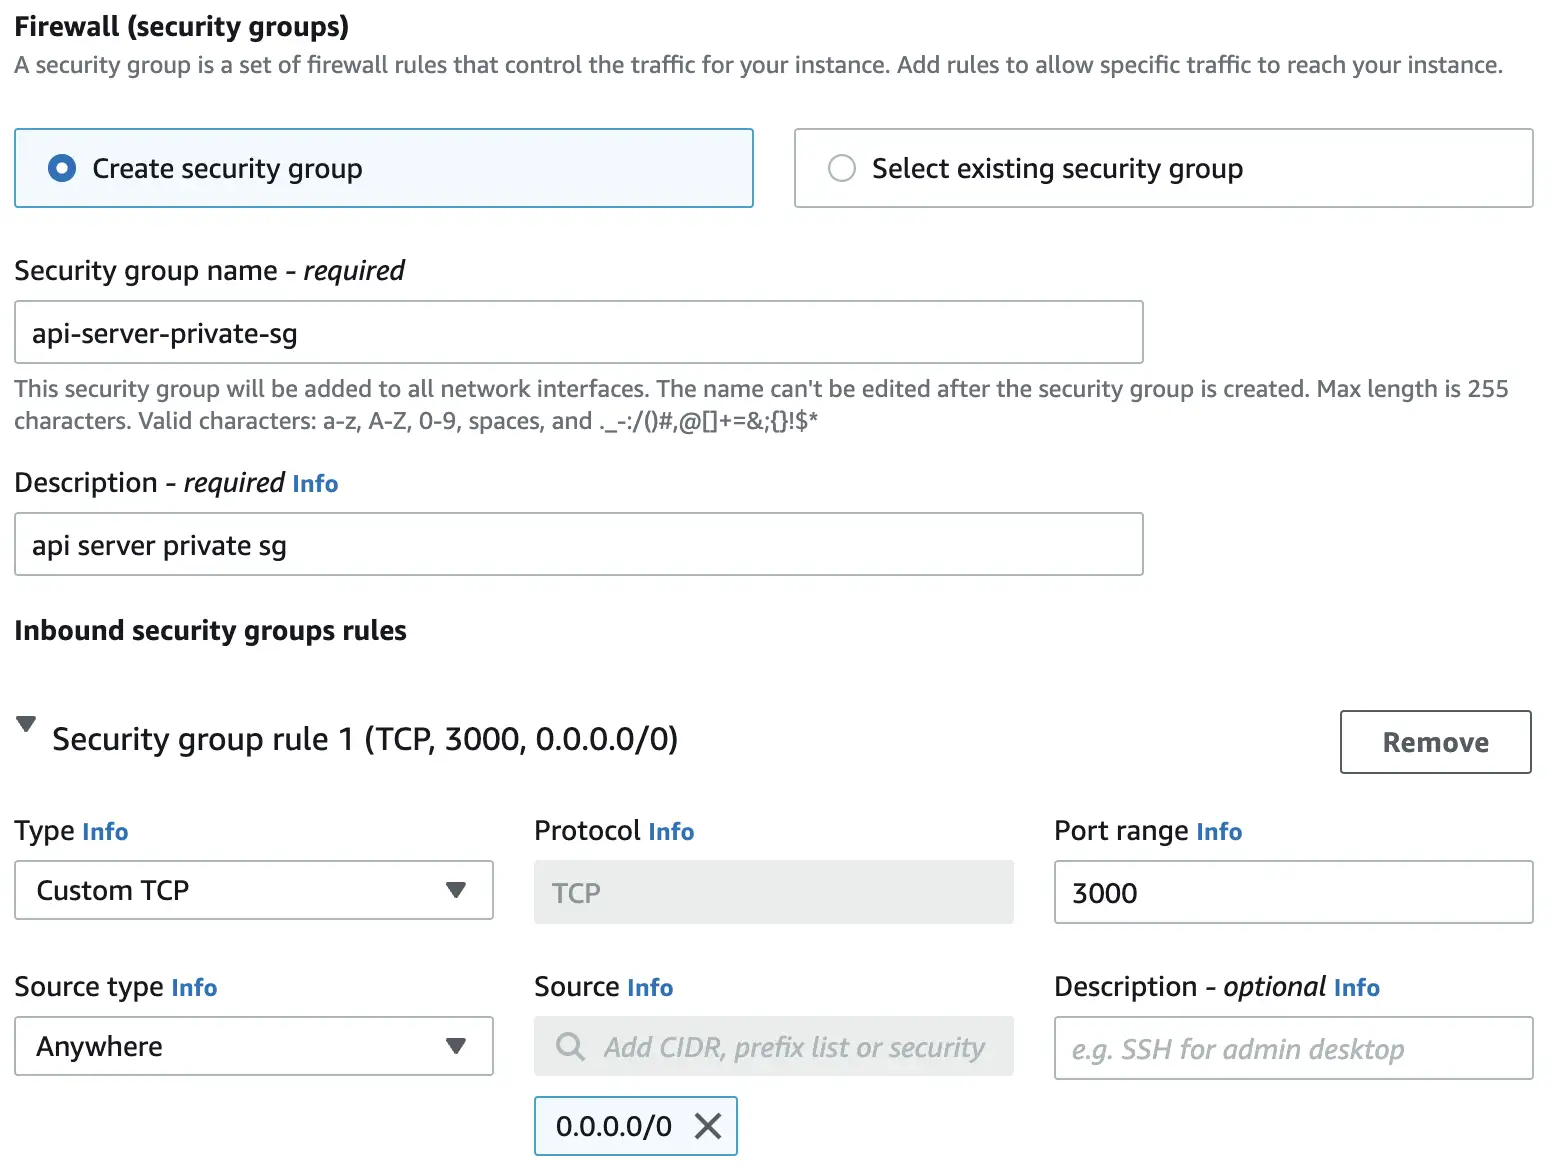 Firewall (security groups)
A security group is a set of firewall rules that control the traffic for your instance. Add rules to allow specific traffic to reach your instance.
Create security group
Select existing security group
Security group name - required
api-server-private-sg
This security group will be added to all network interfaces. The name can't be edited after the security group is created. Max length is 255
characters. Valid characters: a-z, A-Z, 0-9, spaces, and ._-:/()#,@[]+=&;{}!$*
Description - required Info
api server private sg
Inbound security groups rules
Security group rule 1 (TCP, 3000, 0.0.0.0/0)
Remove
Type Info
Protocol Info
Port range Info
Custom TCP
TCP
3000
Source type Info
Source Info
Description - optional Info
Anywhere
Add CIDR, prefix list or security
e.g. SSH for admin desktop
0.0.0.0/0